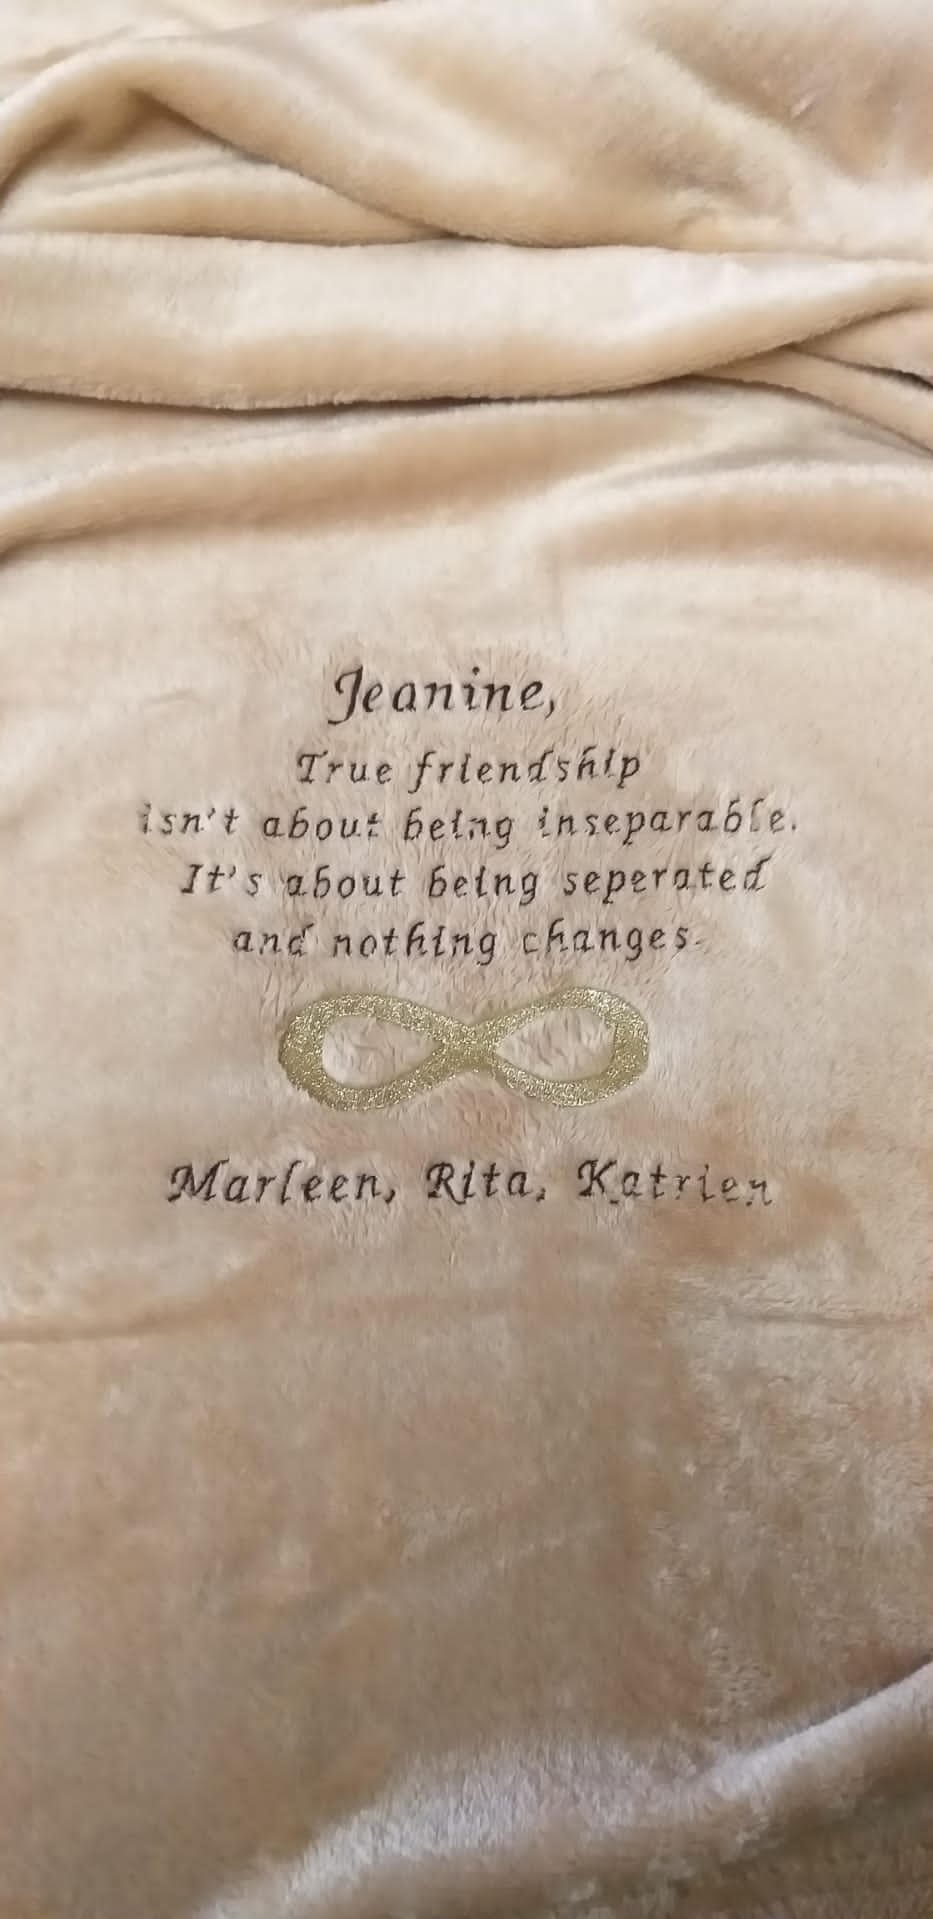 Jeanine,
True friendship
isn't about being inseparable.
It's about being seperated
and nothing changes.
Marleen, Rita, Katrien